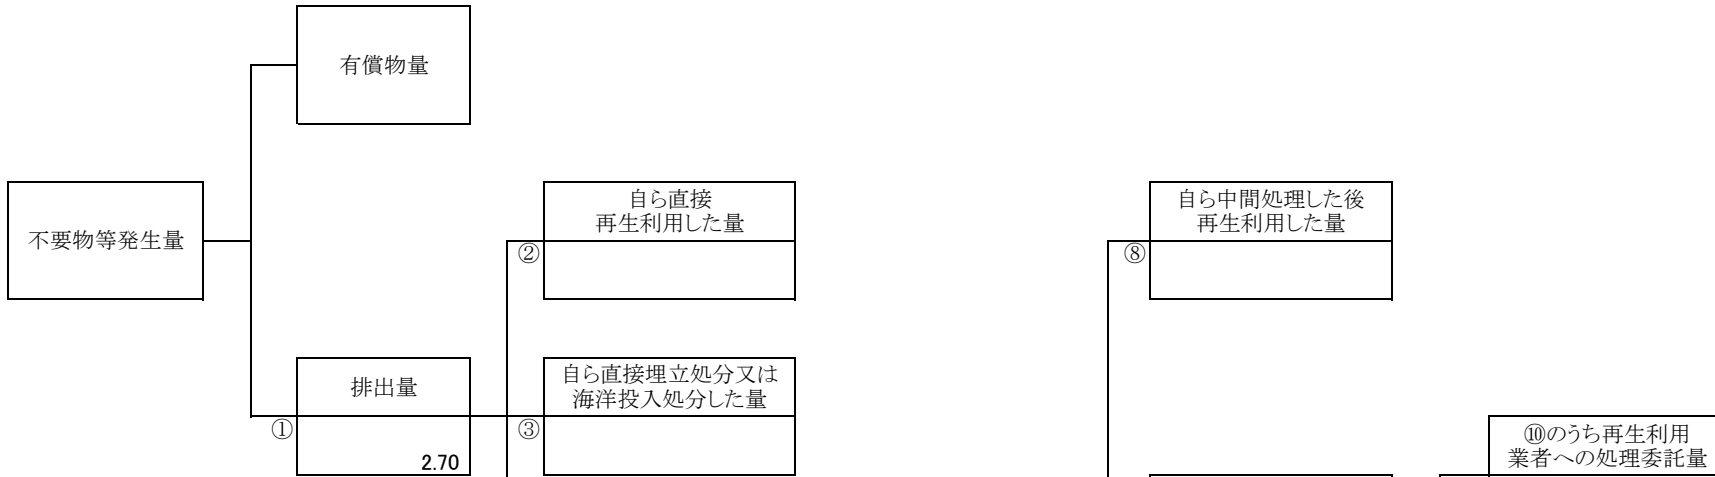 有償物量
不要物等発生量
自ら直接
再生利用した量
②
自ら中間処理した後
再生利用した量
⑧
排出量
①
2.70
自ら直接埋立処分又は
海洋投入処分した量
③
⑩のうち再生利用
業者への処理委託量